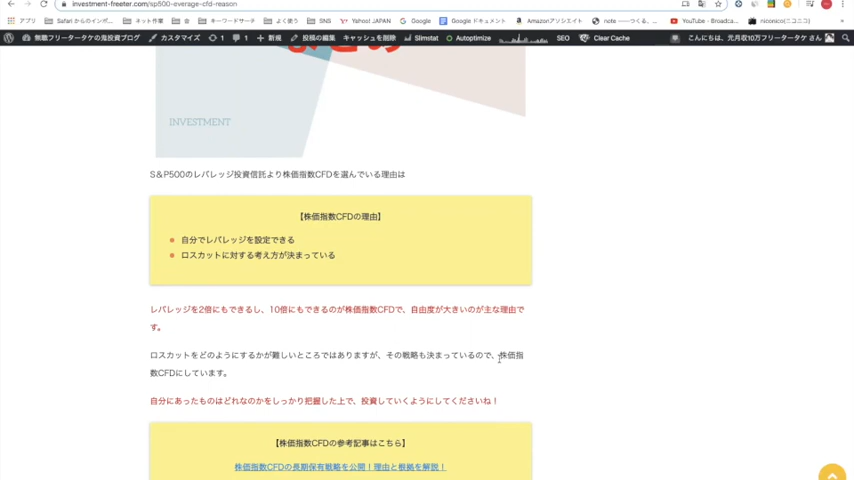 investment-freeter.com/sp500-everage-cfd-reason
アプリ Safari からのインポ... ネット作業 会 キーワードサーチ よく使う SNS Yahoo! JAPAN Google Google ドキュメント Amazonアソシエイト note ——つくる、... YouTube - Broadca... niconico(ニコニコ)
無敵フリータータケの海投資ブログ カスタマイズ 1 1 新規 投稿の編集 キャッシュを削除 Slimstat Autoptimize SEO Clear Cache こんにちは、元月収10万フリータータケ さん
INVESTMENT
S＆P500のレバレッジ投資信託より株価指数CFDを選んでいる理由は
【株価指数CFDの理由】
自分でレバレッジを設定できる
ロスカットに対する考え方が決まっている
レバレッジを2倍にもできるし、10倍にもできるのが株価指数CFDで、自由度が大きいのが主な理由で
す。
ロスカットをどのようにするかが難しいところではありますが、その戦略も決まっているので、株価指
数CFDにしています。
自分にあったものはどれなのかをしっかり把握した上で、投資していくようにしてくださいね！
【株価指数CFDの参考記事はこちら】
株価指数CFDの長期保有戦略を公開！理由と根拠を解説！